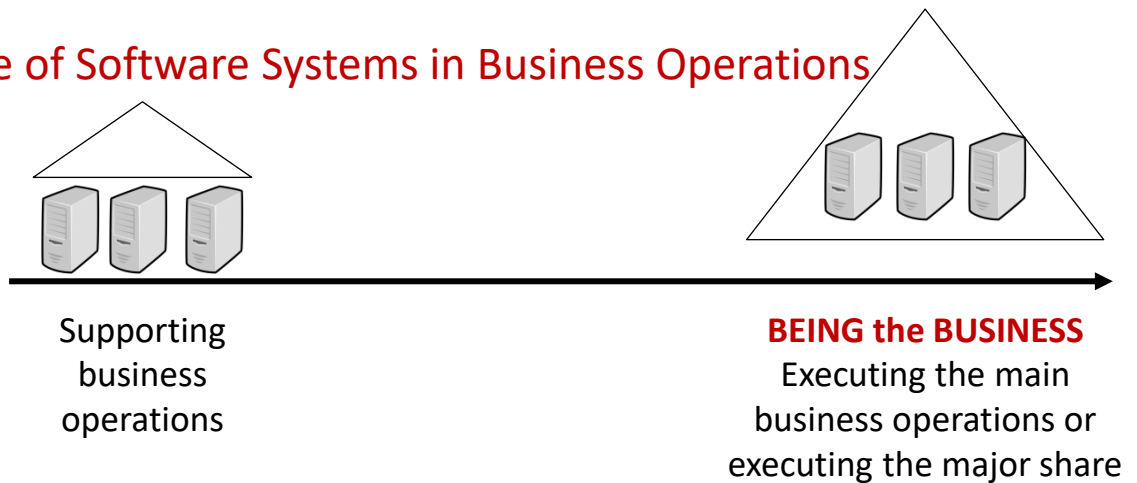 e of Software Systems in Business Operations
Supporting
business
operations
BEING the BUSINESS
Executing the main
business operations or
executing the major share